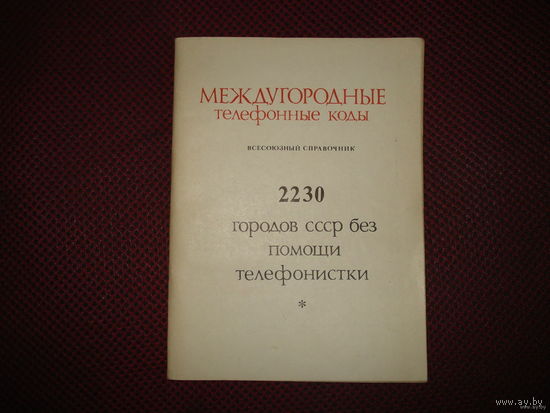 МЕЖДУГОРОДНЫЕ
телефонные коды
ВСЕСОЮЗНЫЙ СПРАВОЧНИК
2230
городов ссср без
помощи
телефонистки
*
www.ay.by